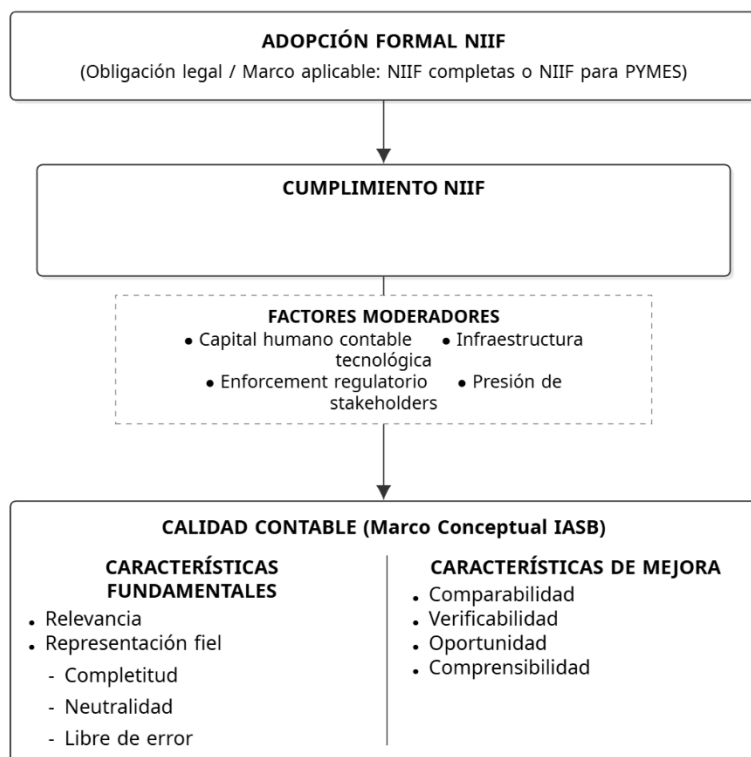 ADOPCIÓN FORMAL NIIF
(Obligación legal / Marco aplicable: NIIF completas o NIIF para PYMES)
CUMPLIMIENTO NIIF
FACTORES MODERADORES
• Capital humano contable • Infraestructura
tecnológica
• Enforcement regulatorio • Presión de
stakeholders
CALIDAD CONTABLE (Marco Conceptual IASB)
CARACTERÍSTICAS
FUNDAMENTALES
• Relevancia
• Representación fiel
- Completitud
- Neutralidad
- Libre de error
CARACTERÍSTICAS DE MEJORA
• Comparabilidad
• Verificabilidad
• Oportunidad
• Comprensibilidad